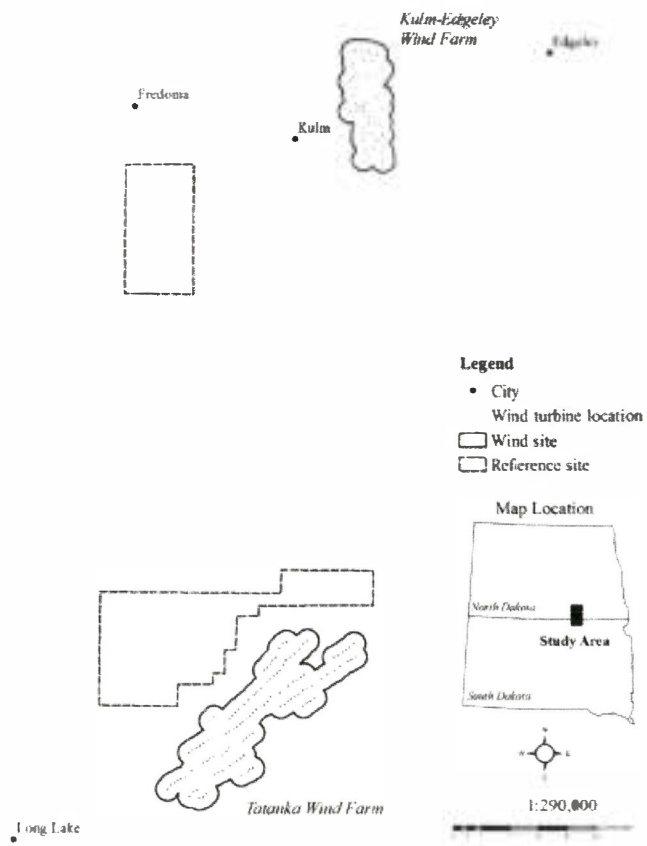 Kulm-Edgeley
Wind Farm
Edgeley
Fredonia
Kulm
Legend
City
Wind turbine location
Wind site
Reference site
Map Location
North Dakota
Study Area
South Dakota
N
E
S
1:290,000
Tatanka Wind Farm
Long Lake